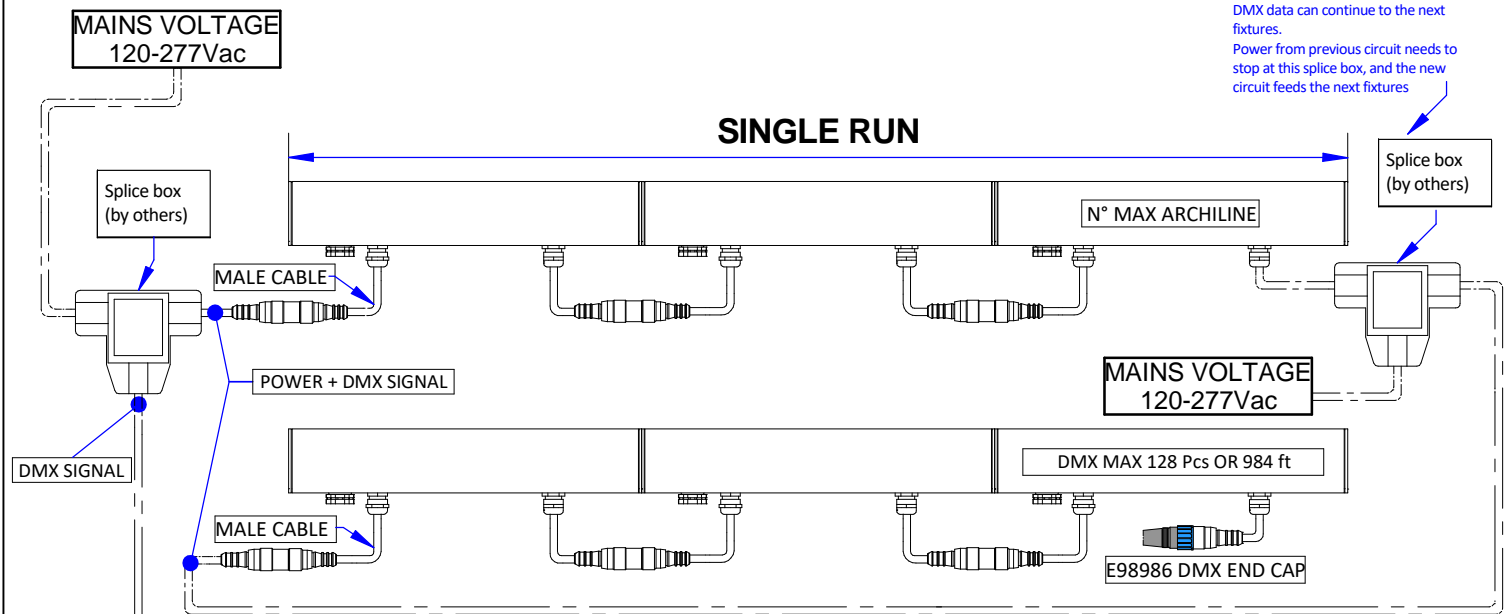 MAINS VOLTAGE
120-277Vac
DMX data can continue to the next
fixtures.
Power from previous circuit needs to
stop at this splice box, and the new
circuit feeds the next fixtures
SINGLE RUN
Splice box
(by others)
Splice box
(by others)
N° MAX ARCHILINE
MALE CABLE
POWER + DMX SIGNAL
MAINS VOLTAGE
120-277Vac
DMX SIGNAL
DMX MAX 128 Pcs OR 984 ft
MALE CABLE
E98986 DMX END CAP